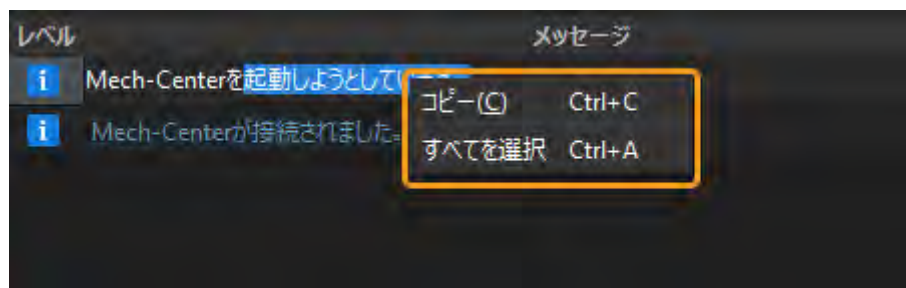 レベル メッセージ
i Mech-Centerを起動しようとしてい
コピー(C) Ctrl+C
i Mech-Centerが接続されました。
すべてを選択 Ctrl+A